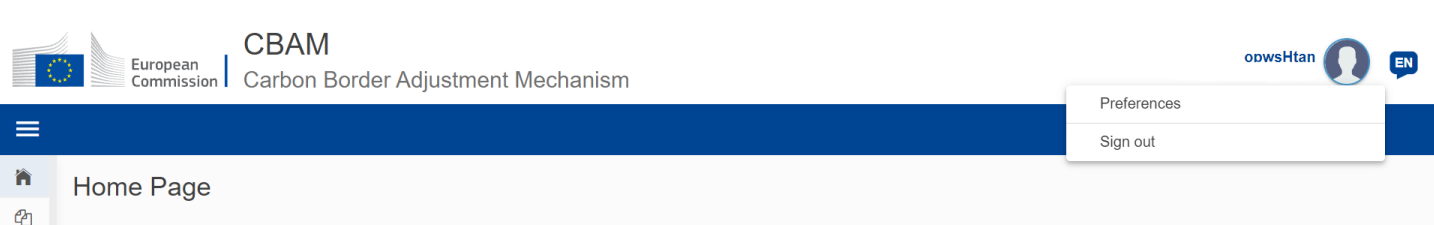 CBAM
European
Commission
Carbon Border Adjustment Mechanism
opwsHtan
EN
Preferences
Sign out
Home Page